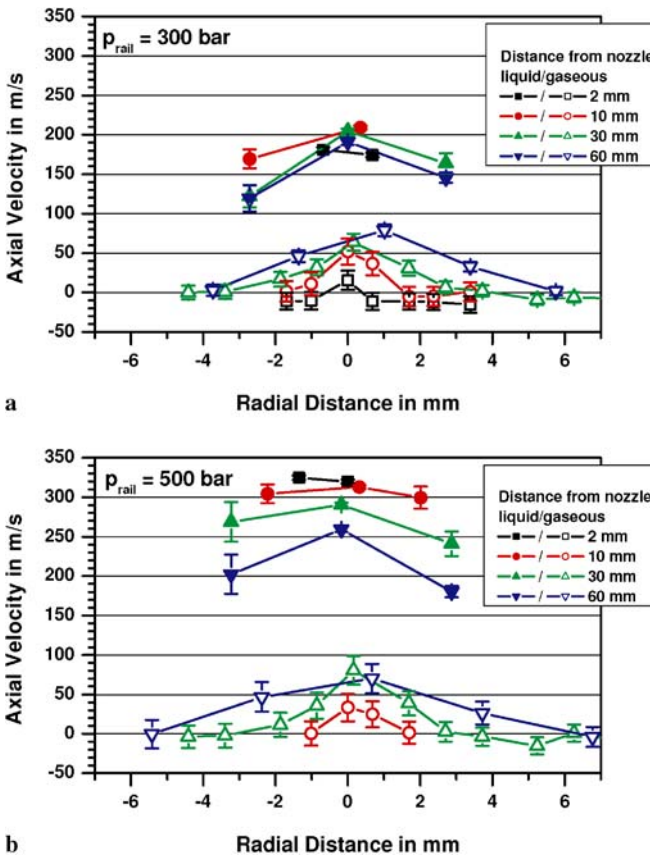 350
300
250
200
150
100
50
0
-50
Axial Velocity in m/s
p_rail = 300 bar
Distance from nozzle
liquid/gaseous
/ 2 mm
/ 10 mm
/ 30 mm
/ 60 mm
-6 -4 -2 0 2 4 6
a Radial Distance in mm
350
300
250
200
150
100
50
0
-50
Axial Velocity in m/s
p_rail = 500 bar
Distance from nozzle
liquid/gaseous
/ 2 mm
/ 10 mm
/ 30 mm
/ 60 mm
-6 -4 -2 0 2 4 6
b Radial Distance in mm